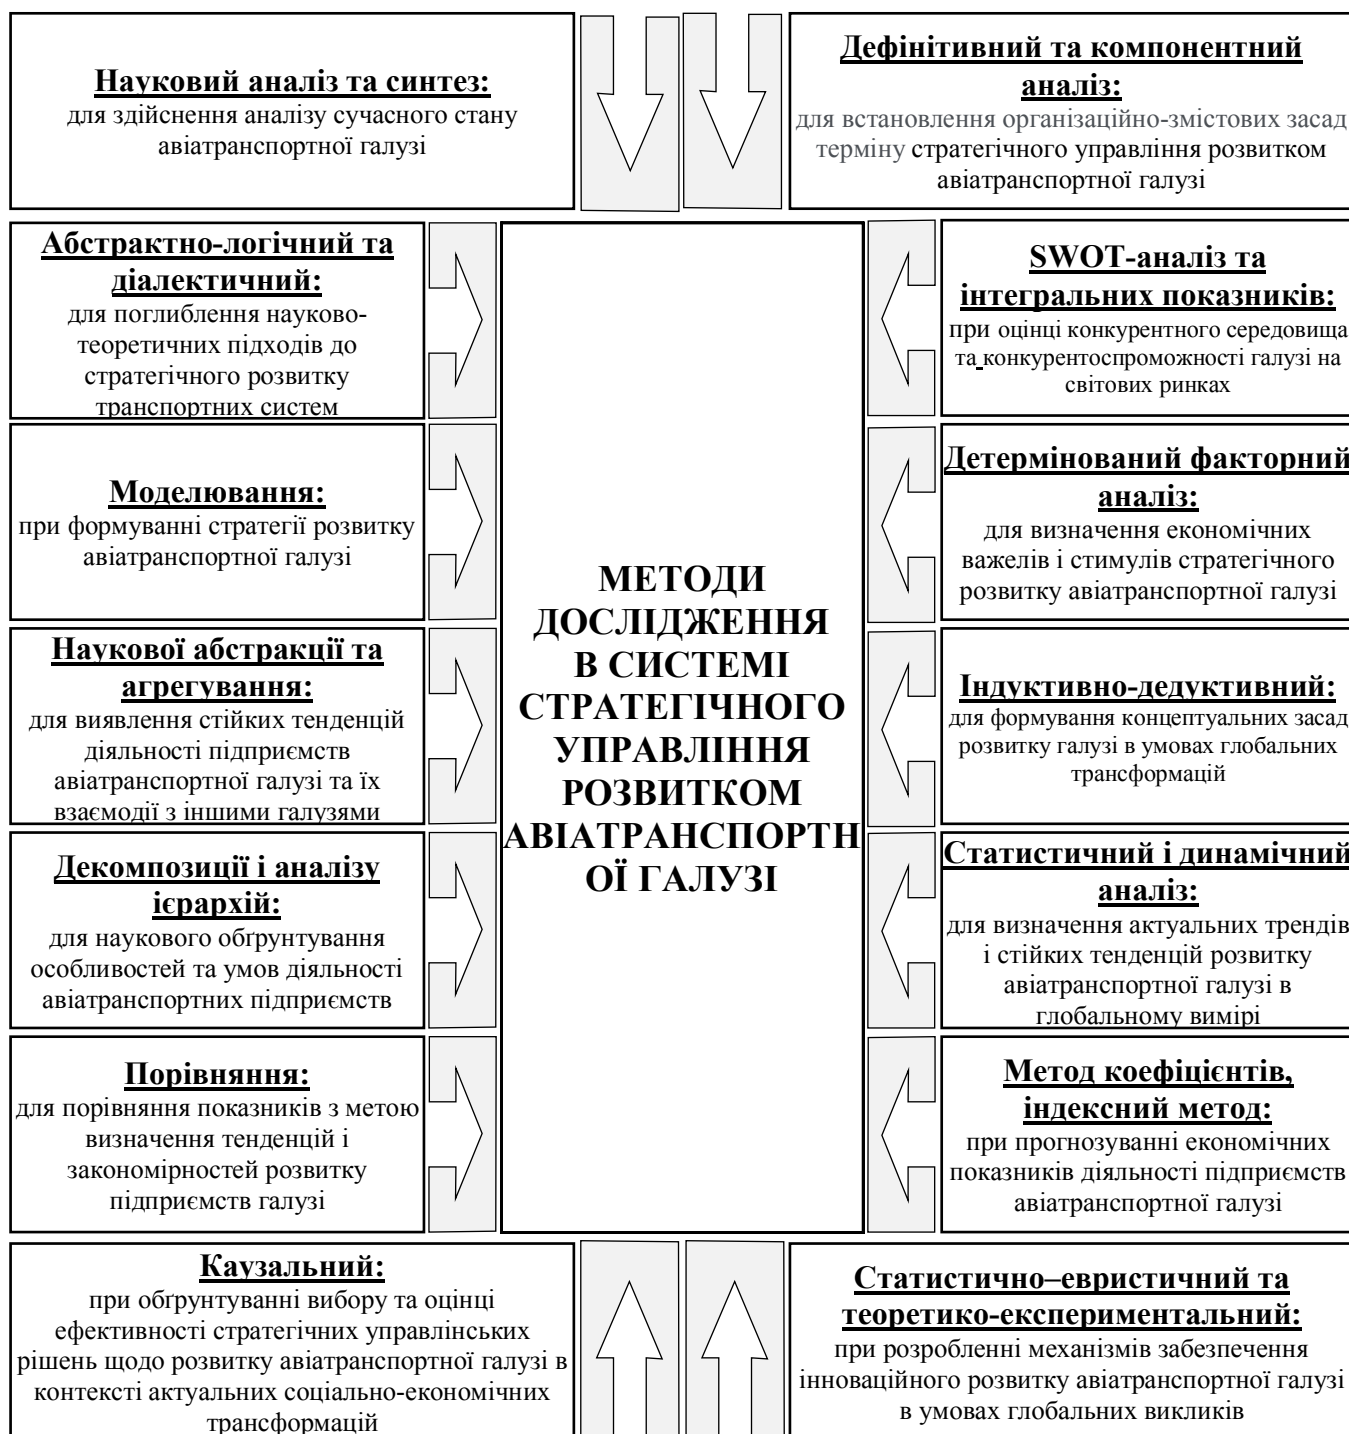 Науковий аналіз та синтез:
для здійснення аналізу сучасного стану
авіатранспортної галузі
Дефінітивний та компонентний
аналіз:
для встановлення організаційно-змістових засад
терміну стратегічного управління розвитком
авіатранспортної галузі
Абстрактно-логічний та
діалектичний:
для поглиблення науково-
теоретичних підходів до
стратегічного розвитку
транспортних систем
Моделювання:
при формуванні стратегії розвитку
авіатранспортної галузі
Наукової абстракції та
агрегування:
для виявлення стійких тенденцій
діяльності підприємств
авіатранспортної галузі та їх
взаємодії з іншими галузями
Декомпозиції і аналізу
ієрархій:
для наукового обґрунтування
особливостей та умов діяльності
авіатранспортних підприємств
Порівняння:
для порівняння показників з метою
визначення тенденцій і
закономірностей розвитку
підприємств галузі
МЕТОДИ
ДОСЛІДЖЕННЯ
В СИСТЕМІ
СТРАТЕГІЧНОГО
УПРАВЛІННЯ
РОЗВИТКОМ
АВІАТРАНСПОРТН
ОЇ ГАЛУЗІ
SWOT-аналіз та
інтегральних показників:
при оцінці конкурентного середовища
та конкурентоспроможності галузі на
світових ринках
Детермінований факторний
аналіз:
для визначення економічних
важелів і стимулів стратегічного
розвитку авіатранспортної галузі
Індуктивно-дедуктивний:
для формування концептуальних засад
розвитку галузі в умовах глобальних
трансформацій
Статистичний і динамічний
аналіз:
для визначення актуальних трендів
і стійких тенденцій розвитку
авіатранспортної галузі в
глобальному вимірі
Метод коефіцієнтів,
індексний метод:
при прогнозуванні економічних
показників діяльності підприємств
авіатранспортної галузі
Каузальний:
при обґрунтуванні вибору та оцінці
ефективності стратегічних управлінських
рішень щодо розвитку авіатранспортної галузі в
контексті актуальних соціально-економічних
трансформацій
Статистично–евристичний та
теоретико-експериментальний:
при розробленні механізмів забезпечення
інноваційного розвитку авіатранспортної галузі
в умовах глобальних викликів